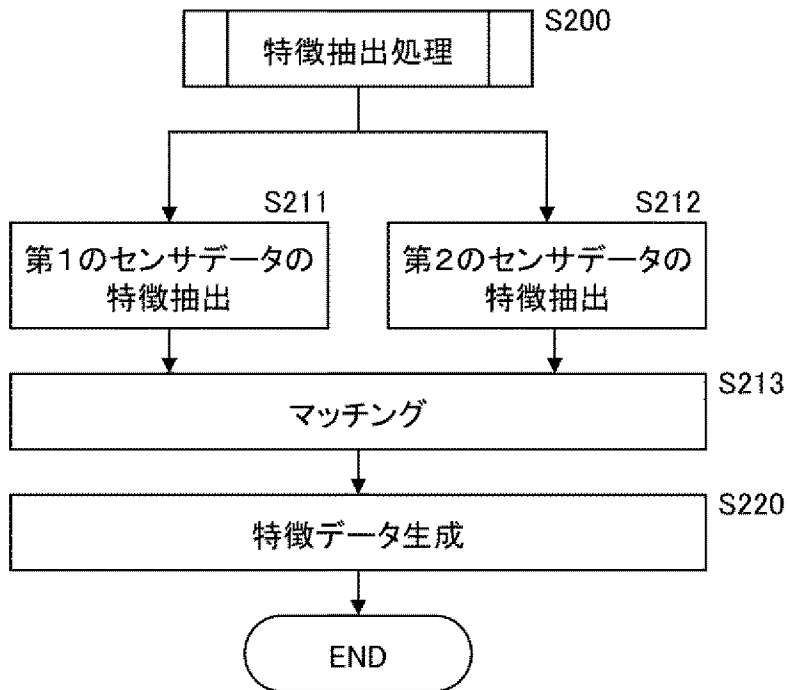 特徴抽出処理
S200
S211
S212
第1のセンサデータの
特徴抽出
第2のセンサデータの
特徴抽出
S213
マッチング
S220
特徴データ生成
END